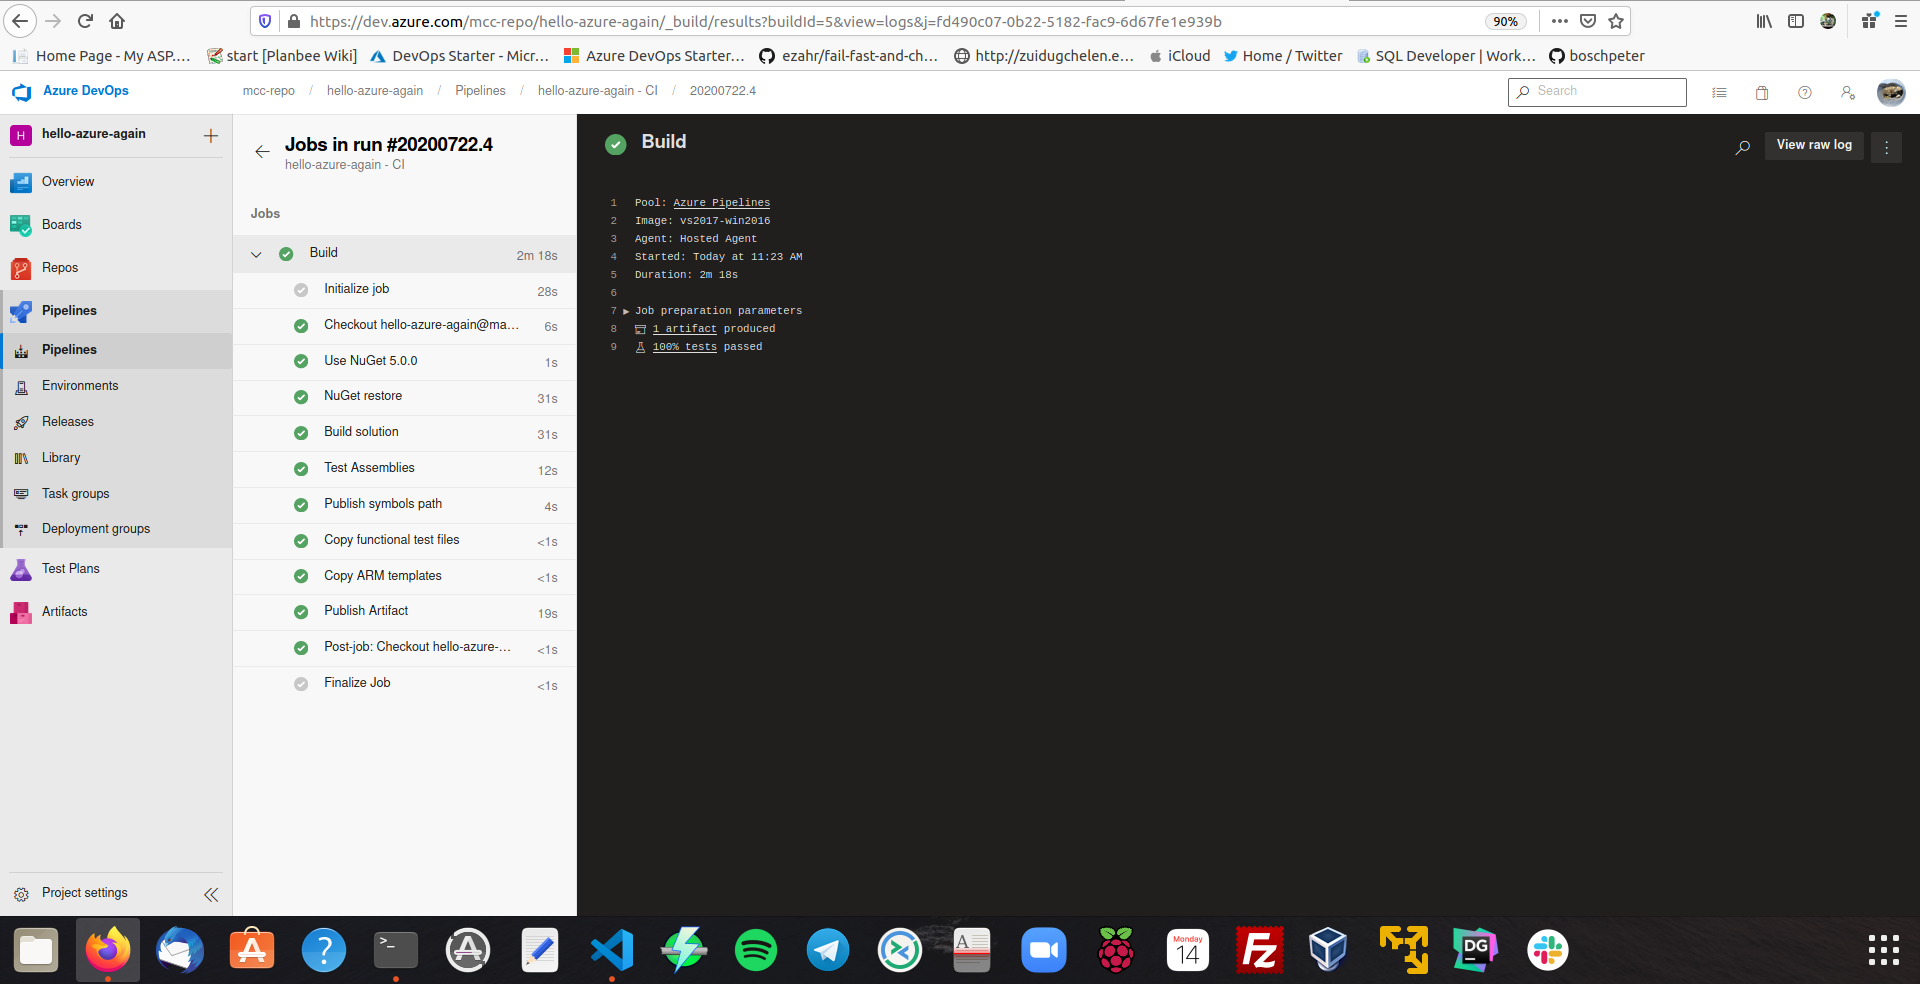 https://dev.azure.com/mcc-repo/hello-azure-again/_build/results?buildId=5&view=logs&j=fd490c07-0b22-5182-fac9-6d67fe1e939b
90%
Home Page - My ASP.…
start [Planbee Wiki]
DevOps Starter - Micr…
Azure DevOps Starter…
ezahr/fail-fast-and-ch…
http://zuidugchelen.e…
iCloud
Home / Twitter
SQL Developer | Work…
boschpeter
Azure DevOps
mcc-repo / hello-azure-again / Pipelines / hello-azure-again - CI / 20200722.4
Search
H hello-azure-again
Overview
Boards
Repos
Pipelines
Pipelines
Environments
Releases
Library
Task groups
Deployment groups
Test Plans
Artifacts
Project settings
Jobs in run #20200722.4
hello-azure-again - CI
Jobs
Build 2m 18s
Initialize job 28s
Checkout hello-azure-again@ma… 6s
Use NuGet 5.0.0 1s
NuGet restore 31s
Build solution 31s
Test Assemblies 12s
Publish symbols path 4s
Copy functional test files <1s
Copy ARM templates <1s
Publish Artifact 19s
Post-job: Checkout hello-azure-… <1s
Finalize Job <1s
Build
View raw log
1 Pool: Azure Pipelines
2 Image: vs2017-win2016
3 Agent: Hosted Agent
4 Started: Today at 11:23 AM
5 Duration: 2m 18s
6
7 Job preparation parameters
8 1 artifact produced
9 100% tests passed
Monday
14
Fz
DG